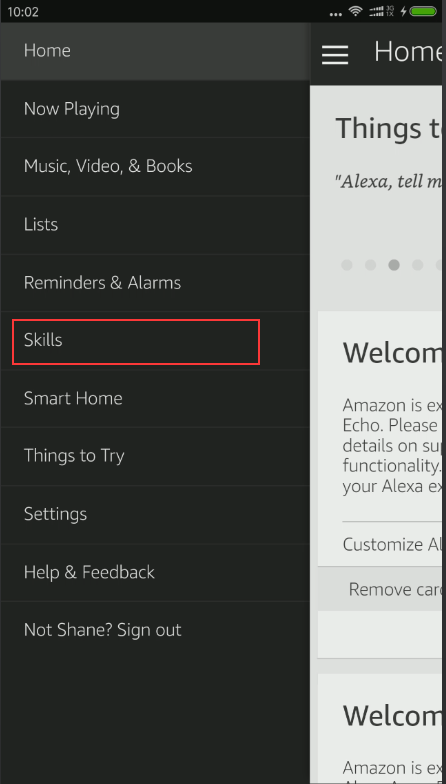 10:02
3G
1X
Home
Now Playing
Music, Video, & Books
Lists
Reminders & Alarms
Skills
Smart Home
Things to Try
Settings
Help & Feedback
Not Shane? Sign out
Home
Things t
"Alexa, tell m
Welcom
Amazon is ex
Echo. Please
details on sup
functionality.
your Alexa ex
Customize Al
Remove card
Welcom
Amazon is ex